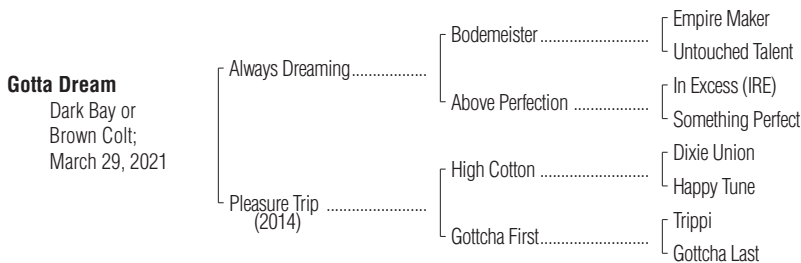 Gotta Dream
Dark Bay or
Brown Colt;
March 29, 2021
Always Dreaming
Pleasure Trip
(2014)
Bodemeister
Above Perfection
High Cotton
Gottcha First
Empire Maker
Untouched Talent
In Excess (IRE)
Something Perfect
Dixie Union
Happy Tune
Trippi
Gottcha Last